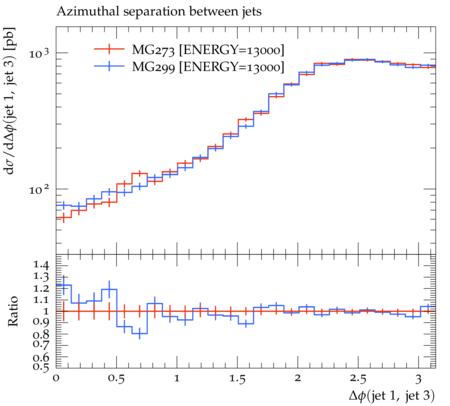 Azimuthal separation between jets
dσ/dΔϕ(jet 1, jet 3) [pb]
10³
10²
MG273 [ENERGY=13000]
MG299 [ENERGY=13000]
Ratio
1.4
1.3
1.2
1.1
1
0.9
0.8
0.7
0.6
0.5
0 0.5 1 1.5 2 2.5 3
Δϕ(jet 1, jet 3)